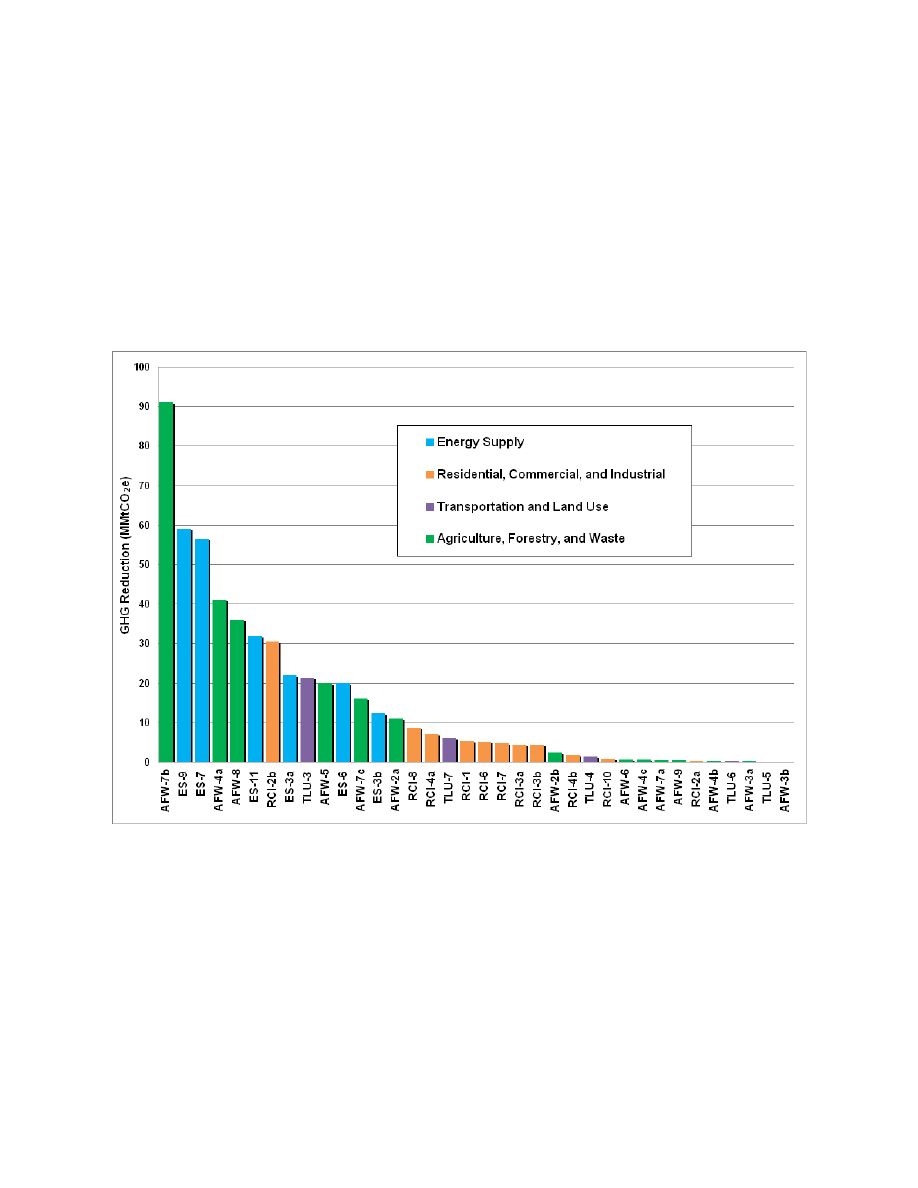 100
90
80
70
60
50
40
30
20
10
0
GHG Reduction (MMtCO2e)
Energy Supply
Residential, Commercial, and Industrial
Transportation and Land Use
Agriculture, Forestry, and Waste
AFW-7b
ES-9
ES-7
AFW-4a
AFW-8
ES-11
RCI-2b
ES-3a
TLU-3
AFW-5
ES-6
AFW-7c
ES-3b
AFW-2a
RCI-8
RCI-4a
TLU-7
RCI-1
RCI-6
RCI-7
RCI-3a
RCI-3b
AFW-2b
RCI-4b
TLU-4
RCI-10
AFW-6
AFW-4c
AFW-7a
AFW-9
RCI-2a
AFW-4b
TLU-6
AFW-3a
TLU-5
AFW-3b